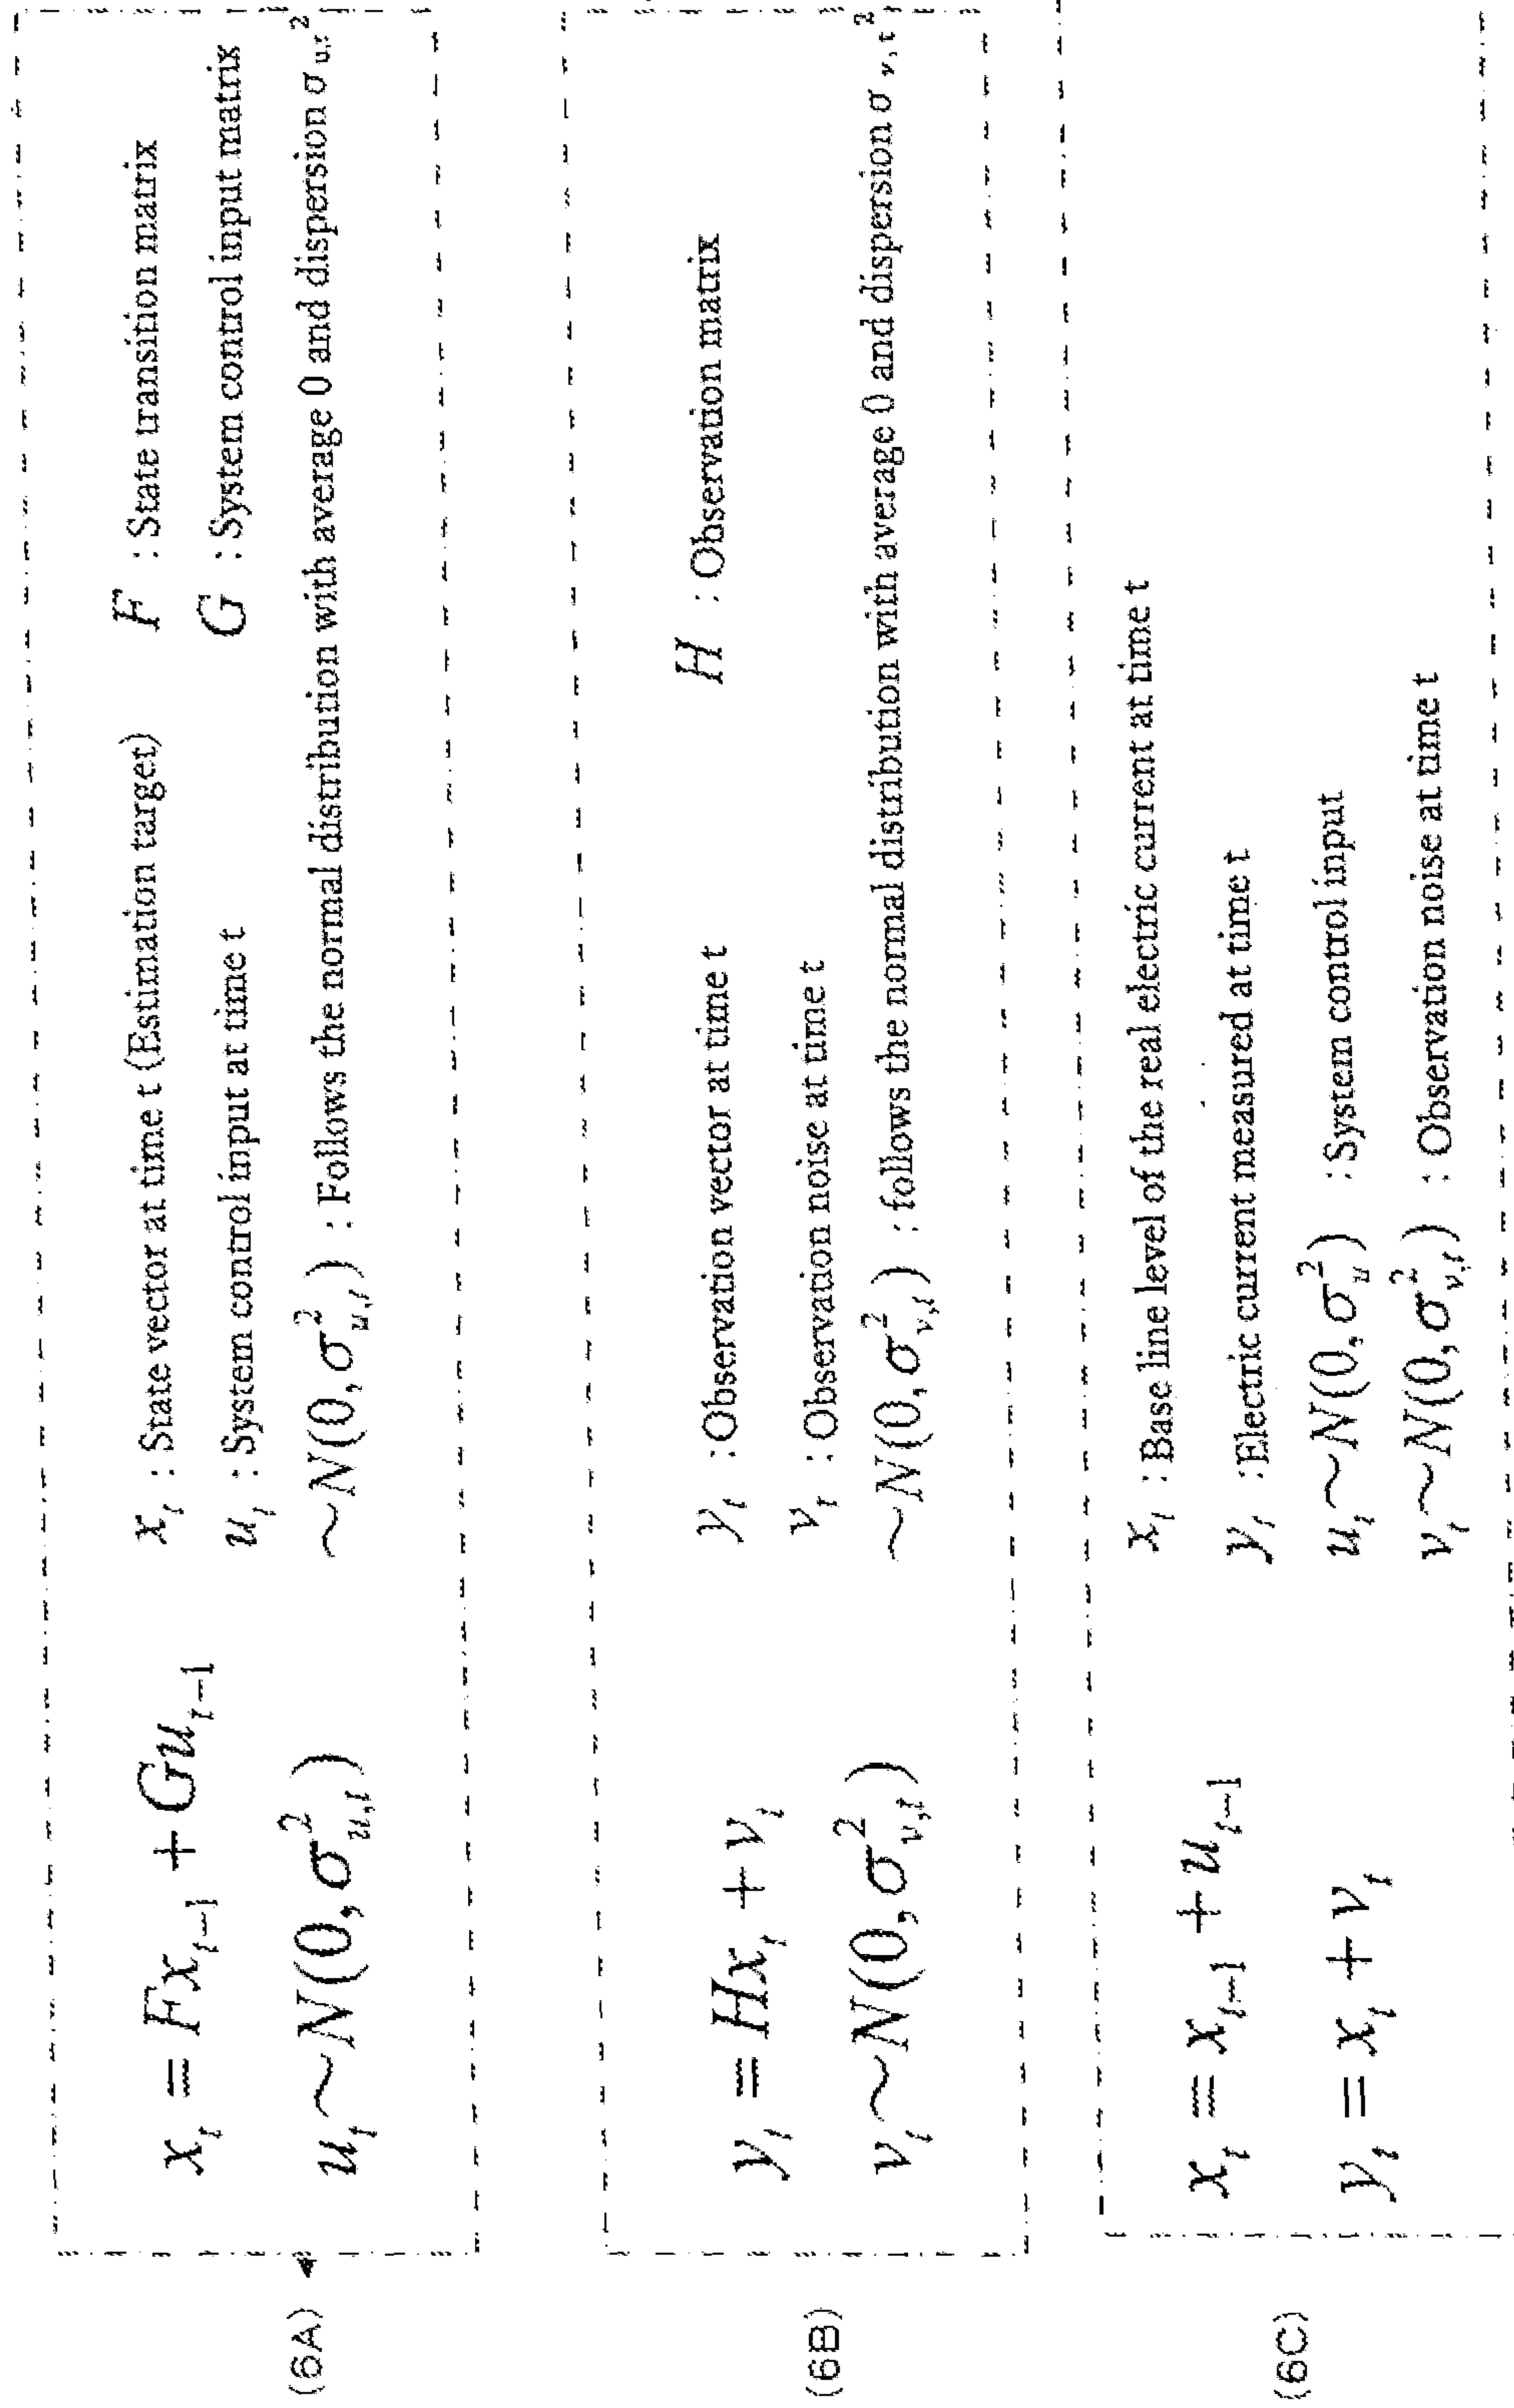 (6A)
x_t = Fx_{t-1} + Gu_{t-1}
u_t ~ N(0, σ²_{u,t})
x_t : State vector at time t (Estimation target)
F : State transition matrix
u_t : System control input at time t
G : System control input matrix
~N(0, σ²_{u,t}) : Follows the normal distribution with average 0 and dispersion σ_{u,t}²
(6B)
y_t = Hx_t + v_t
v_t ~ N(0, σ²_{v,t})
y_t : Observation vector at time t
H : Observation matrix
v_t : Observation noise at time t
~N(0, σ²_{v,t}) : follows the normal distribution with average 0 and dispersion σ_{v,t}²
(6C)
x_t = x_{t-1} + u_{t-1}
y_t = x_t + v_t
x_t : Base line level of the real electric current at time t
y_t : Electric current measured at time t
u_t ~ N(0, σ²_u) : System control input
v_t ~ N(0, σ²_{v,t}) : Observation noise at time t